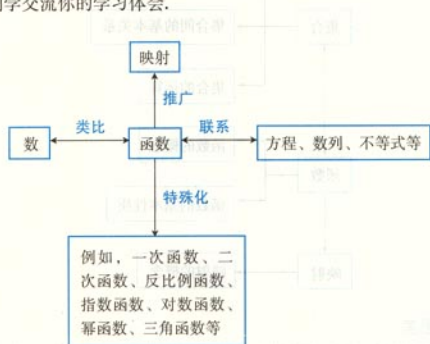 同学交流你的学习体会.
映射
推广
数
类比
函数
联系
方程、数列、不等式等
特殊化
例如，一次函数、二
次函数、反比例函数、
指数函数、对数函数、
幂函数、三角函数等